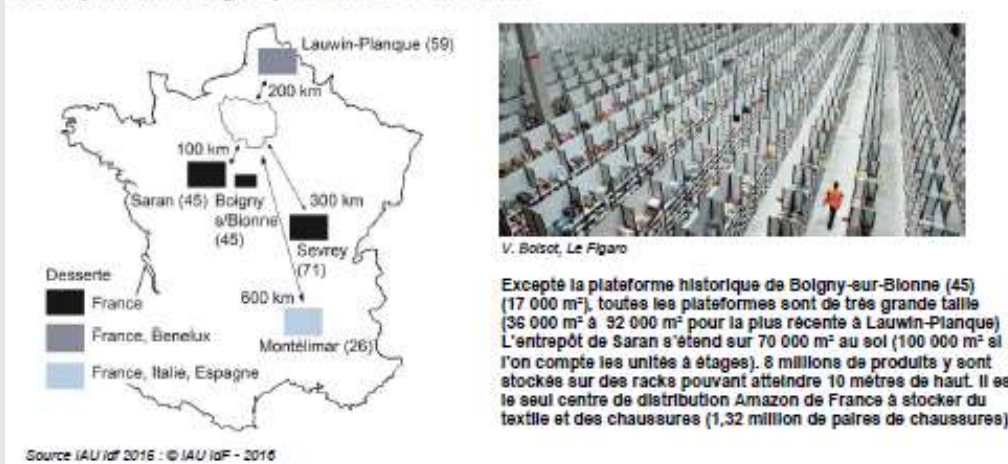 Lauwin-Planque (59)
200 km
100 km
Saran (45) Boigny
s/Bionne
(45)
300 km
Sevrey
(71)
600 km
Montélimar (26)
Desserte
France
France, Benelux
France, Italie, Espagne
Source IAU îdf 2016 : © IAU îdF - 2016
V. Boisot, Le Figaro
Excepté la plateforme historique de Boigny-sur-Bionne (45)
(17 000 m²), toutes les plateformes sont de très grande taille
(36 000 m² à 92 000 m² pour la plus récente à Lauwin-Planque)
L'entrepôt de Saran s'étend sur 70 000 m² au sol (100 000 m² si
l'on compte les unités à étages). 8 millions de produits y sont
stockés sur des racks pouvant atteindre 10 mètres de haut. Il es
le seul centre de distribution Amazon de France à stocker du
textile et des chaussures (1,32 million de paires de chaussures)